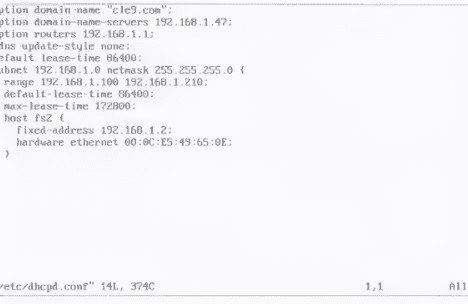 ption domain-name "cle9.com";
ption domain-name-servers 192.168.1.47;
ption routers 192.168.1.1;
dns-update-style none;
efault lease-time 86400;
ubnet 192.168.1.0 netmask 255.255.255.0 {
range 192.168.1.100 192.168.1.210;
default-lease-time 86400;
max-lease-time 172800;
host fs2 {
fixed-address 192.168.1.2;
hardware ethernet 00:0C:E5:49:65:0E;
}
/etc/dhcpd.conf" 14L, 374C 1,1 All